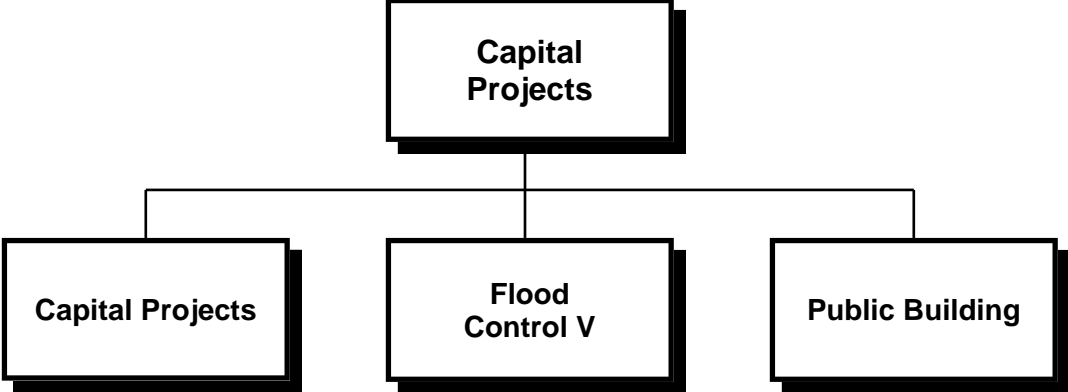 Capital
Projects
Capital Projects
Flood
Control V
Public Building